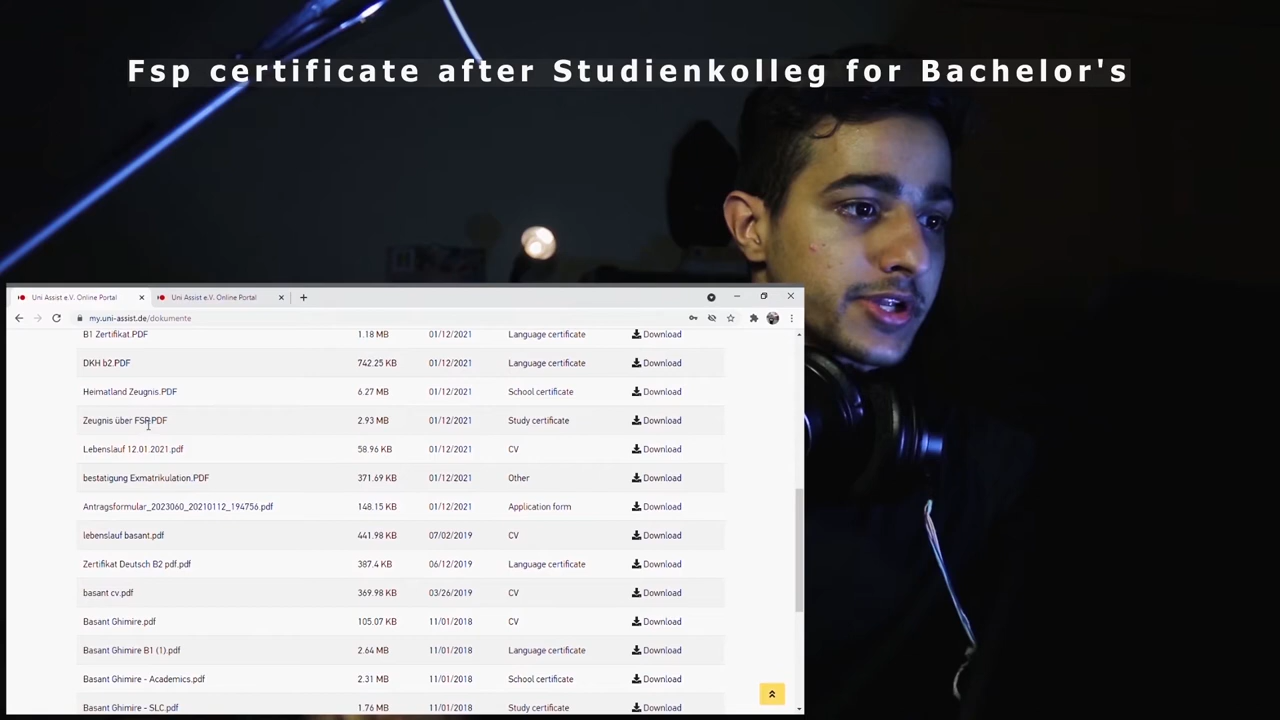 Fsp certificate after Studienkolleg for Bachelor's
Uni Assist e.V. Online Portal
Uni Assist e.V. Online Portal
my.uni-assist.de/dokumente
B1 Zertifikat.PDF 1.18 MB 01/12/2021 Language certificate Download
DKH b2.PDF 742.25 KB 01/12/2021 Language certificate Download
Heimatland Zeugnis.PDF 6.27 MB 01/12/2021 School certificate Download
Zeugnis über FSP.PDF 2.93 MB 01/12/2021 Study certificate Download
Lebenslauf 12.01.2021.pdf 58.96 KB 01/12/2021 CV Download
bestatigung Exmatrikulation.PDF 371.69 KB 01/12/2021 Other Download
Antragsformular_2023060_20210112_194756.pdf 148.15 KB 01/12/2021 Application form Download
lebenslauf basant.pdf 441.98 KB 07/02/2019 CV Download
Zertifikat Deutsch B2 pdf.pdf 387.4 KB 06/12/2019 Language certificate Download
basant cv.pdf 369.98 KB 03/26/2019 CV Download
Basant Ghimire.pdf 105.07 KB 11/01/2018 CV Download
Basant Ghimire B1 (1).pdf 2.64 MB 11/01/2018 Language certificate Download
Basant Ghimire - Academics.pdf 2.31 MB 11/01/2018 School certificate Download
Basant Ghimire - SLC.pdf 1.76 MB 11/01/2018 Study certificate Download